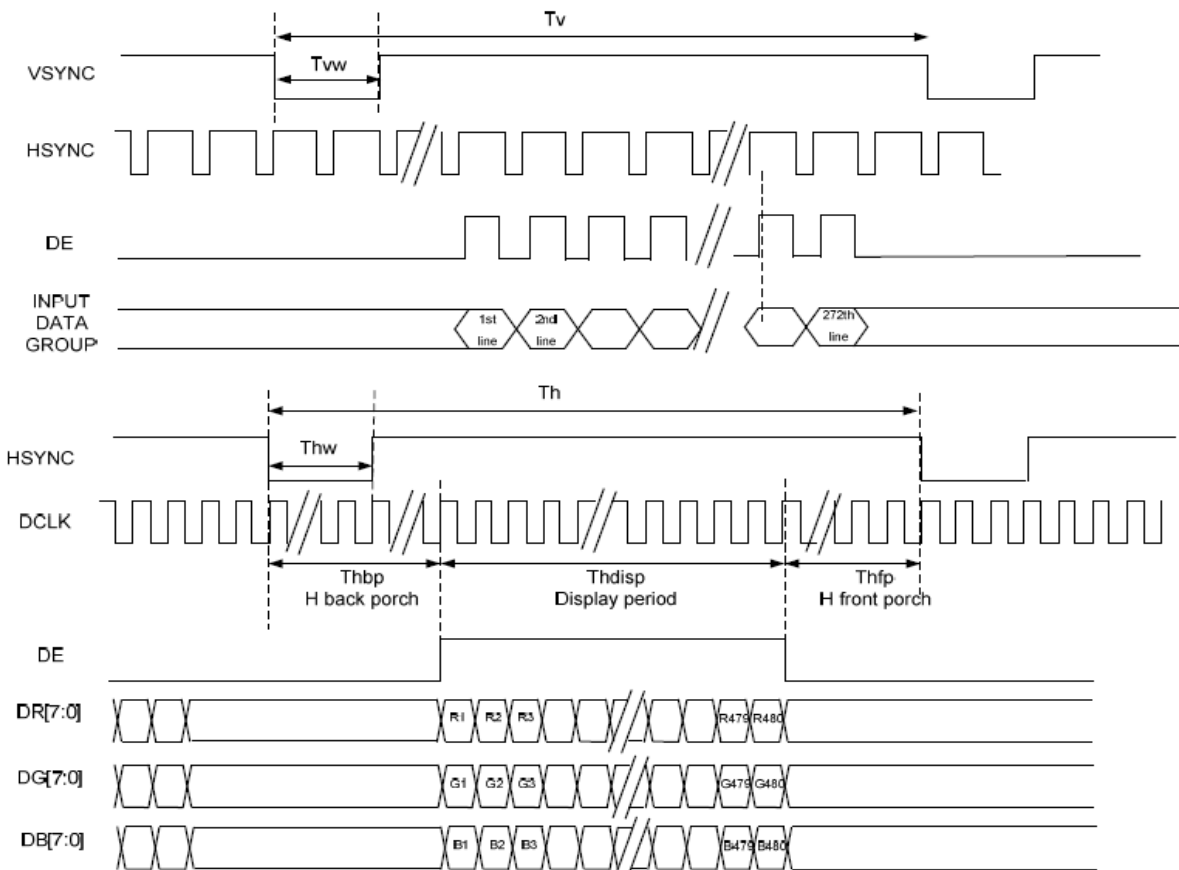 Tv
VSYNC
Tvw
HSYNC
DE
INPUT
DATA
GROUP
1st
line
2nd
line
272th
line
Th
HSYNC
Thw
DCLK
Thbp
H back porch
Thdisp
Display period
Thfp
H front porch
DE
DR[7:0]
R1 R2 R3 R479 R480
DG[7:0]
G1 G2 G3 G479 G480
DB[7:0]
B1 B2 B3 B479 B480